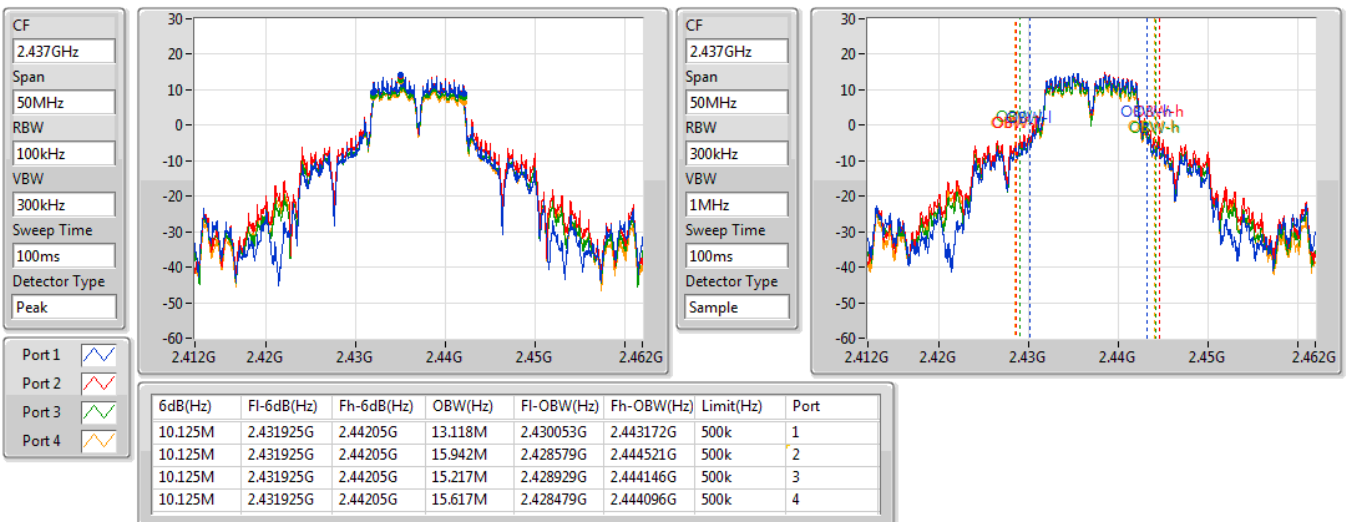 CF
2.437GHz
Span
50MHz
RBW
100kHz
VBW
300kHz
Sweep Time
100ms
Detector Type
Peak
30
20
10
0
-10
-20
-30
-40
-50
-60
2.412G 2.42G 2.43G 2.44G 2.45G 2.462G
CF
2.437GHz
Span
50MHz
RBW
300kHz
VBW
1MHz
Sweep Time
100ms
Detector Type
Sample
30
20
10
0
-10
-20
-30
-40
-50
-60
OBW-h
2.412G 2.42G 2.43G 2.44G 2.45G 2.462G
Port 1
Port 2
Port 3
Port 4
6dB(Hz) Fl-6dB(Hz) Fh-6dB(Hz) OBW(Hz) Fl-OBW(Hz) Fh-OBW(Hz) Limit(Hz) Port
10.125M 2.431925G 2.44205G 13.118M 2.430053G 2.443172G 500k 1
10.125M 2.431925G 2.44205G 15.942M 2.428579G 2.444521G 500k 2
10.125M 2.431925G 2.44205G 15.217M 2.428929G 2.444146G 500k 3
10.125M 2.431925G 2.44205G 15.617M 2.428479G 2.444096G 500k 4